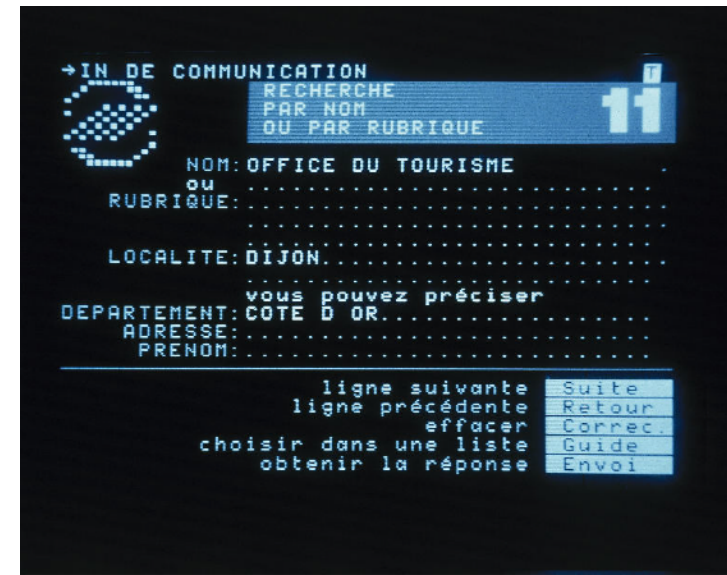 →IN DE COMMUNICATION T
RECHERCHE
PAR NOM
OU PAR RUBRIQUE
11
NOM:OFFICE DU TOURISME .
ou ............................
RUBRIQUE:.............................
.............................
.............................
LOCALITE:DIJON........................
............................
vous pouvez préciser
DEPARTEMENT:COTE D OR...................
ADRESSE:............................
PRENOM:............................
ligne suivante Suite
ligne précédente Retour
effacer Correc.
choisir dans une liste Guide
obtenir la réponse Envoi